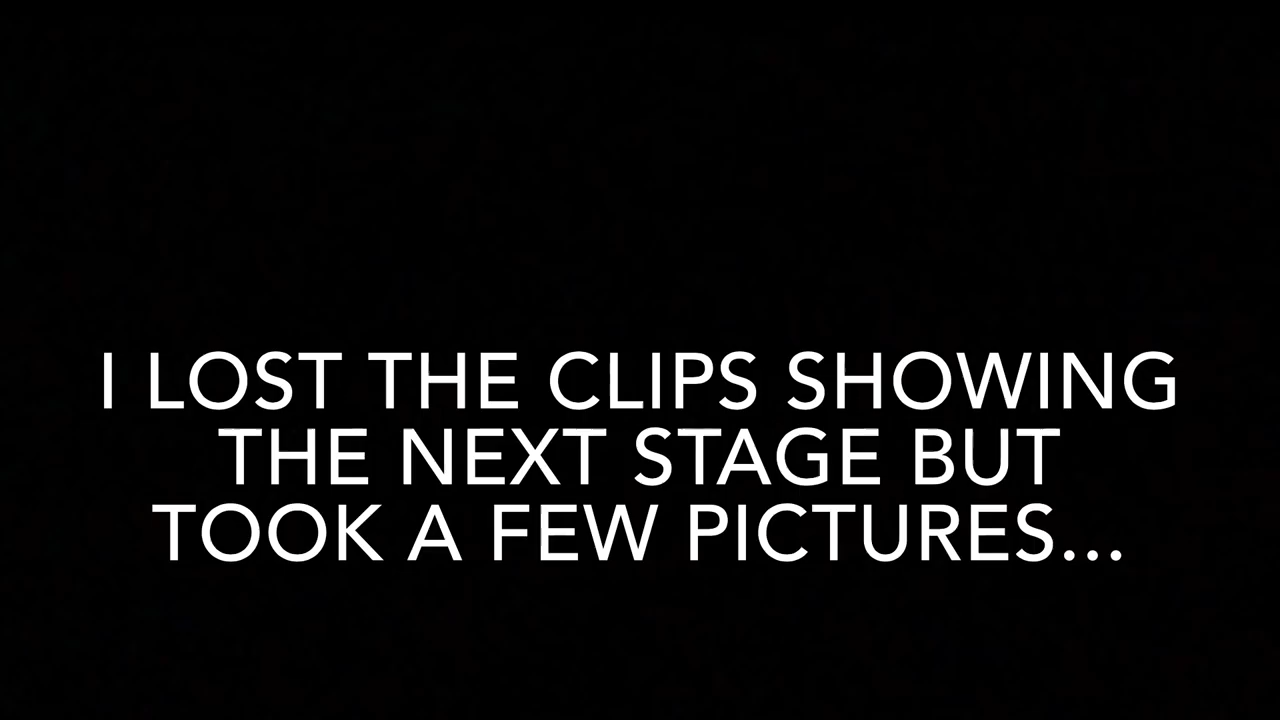 I LOST THE CLIPS SHOWING
THE NEXT STAGE BUT
TOOK A FEW PICTURES...